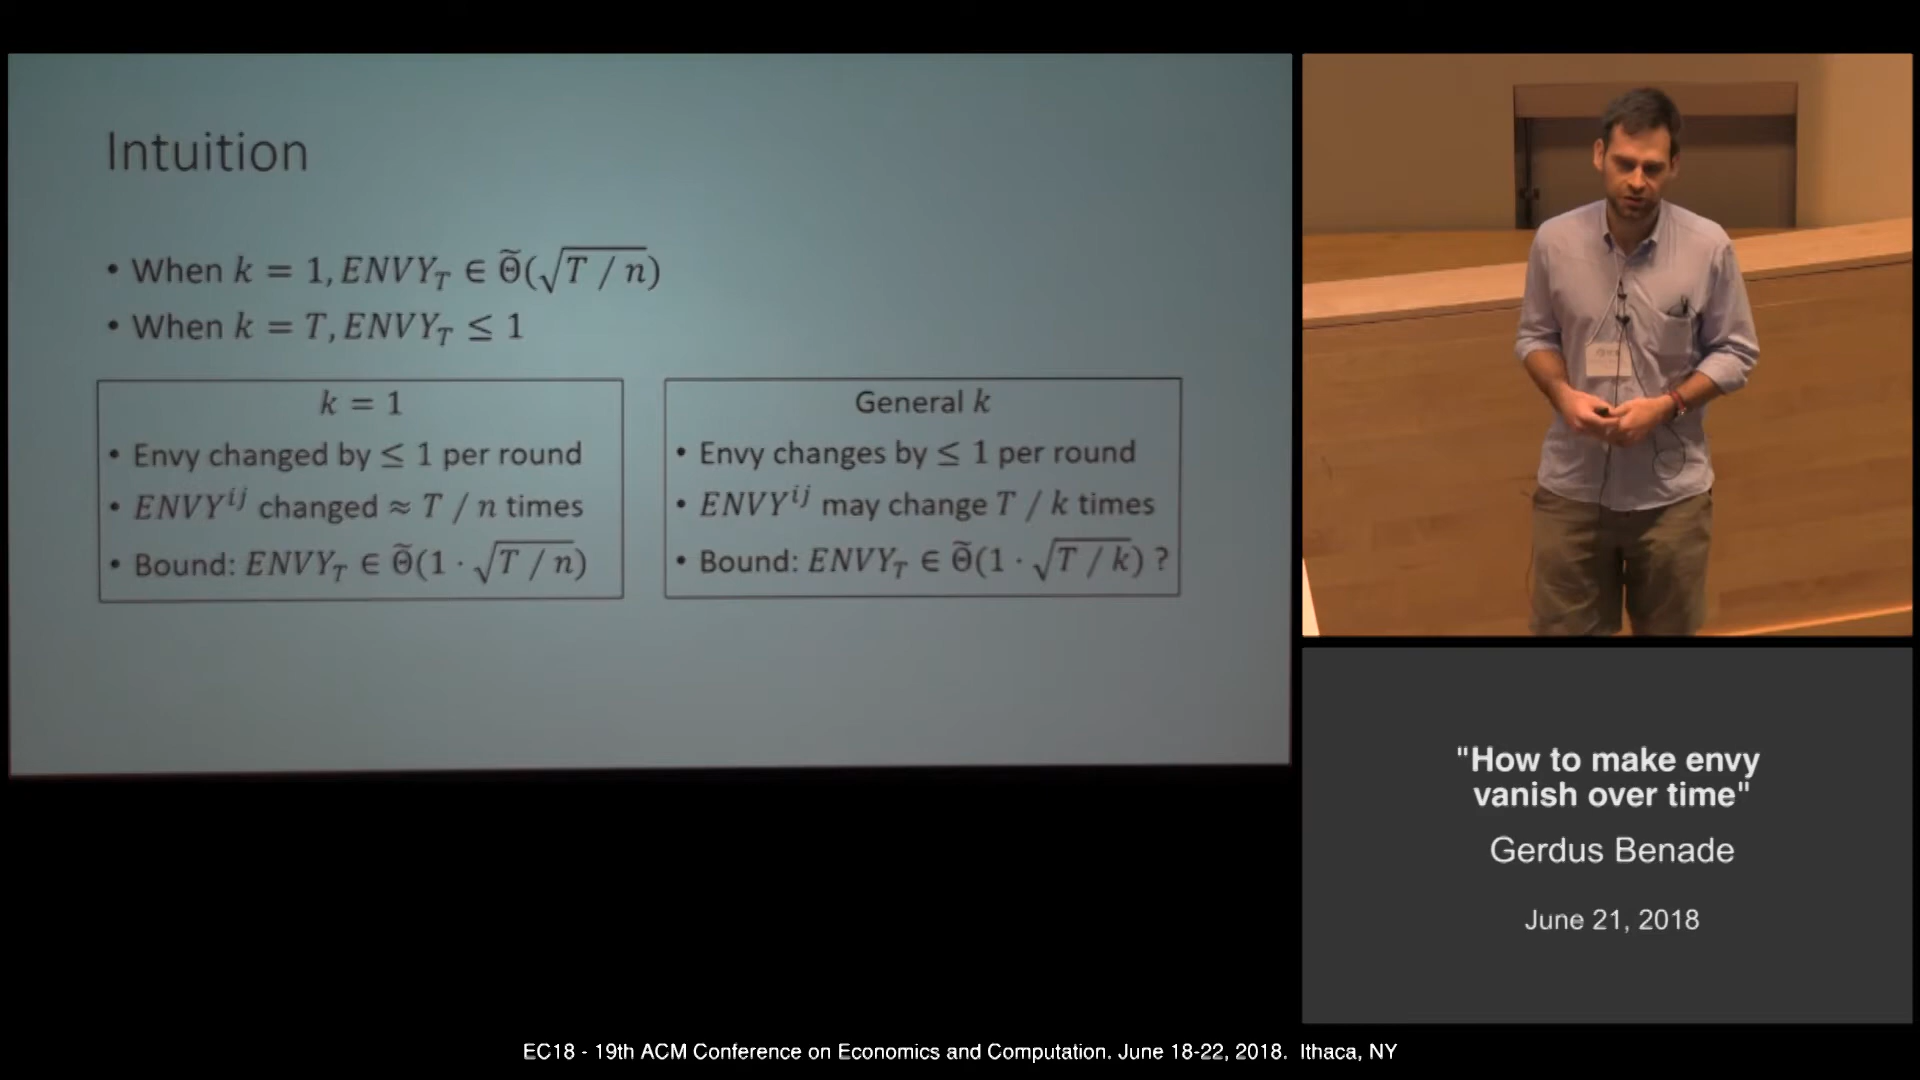 Intuition
• When k = 1, ENVY_T ∈ Θ̃(√(T / n))
• When k = T, ENVY_T ≤ 1
k = 1
• Envy changed by ≤ 1 per round
• ENVY^{ij} changed ≈ T / n times
• Bound: ENVY_T ∈ Θ̃(1 · √(T / n))
General k
• Envy changes by ≤ 1 per round
• ENVY^{ij} may change T / k times
• Bound: ENVY_T ∈ Θ̃(1 · √(T / k)) ?
"How to make envy
vanish over time"
Gerdus Benade
June 21, 2018
EC18 - 19th ACM Conference on Economics and Computation. June 18-22, 2018. Ithaca, NY